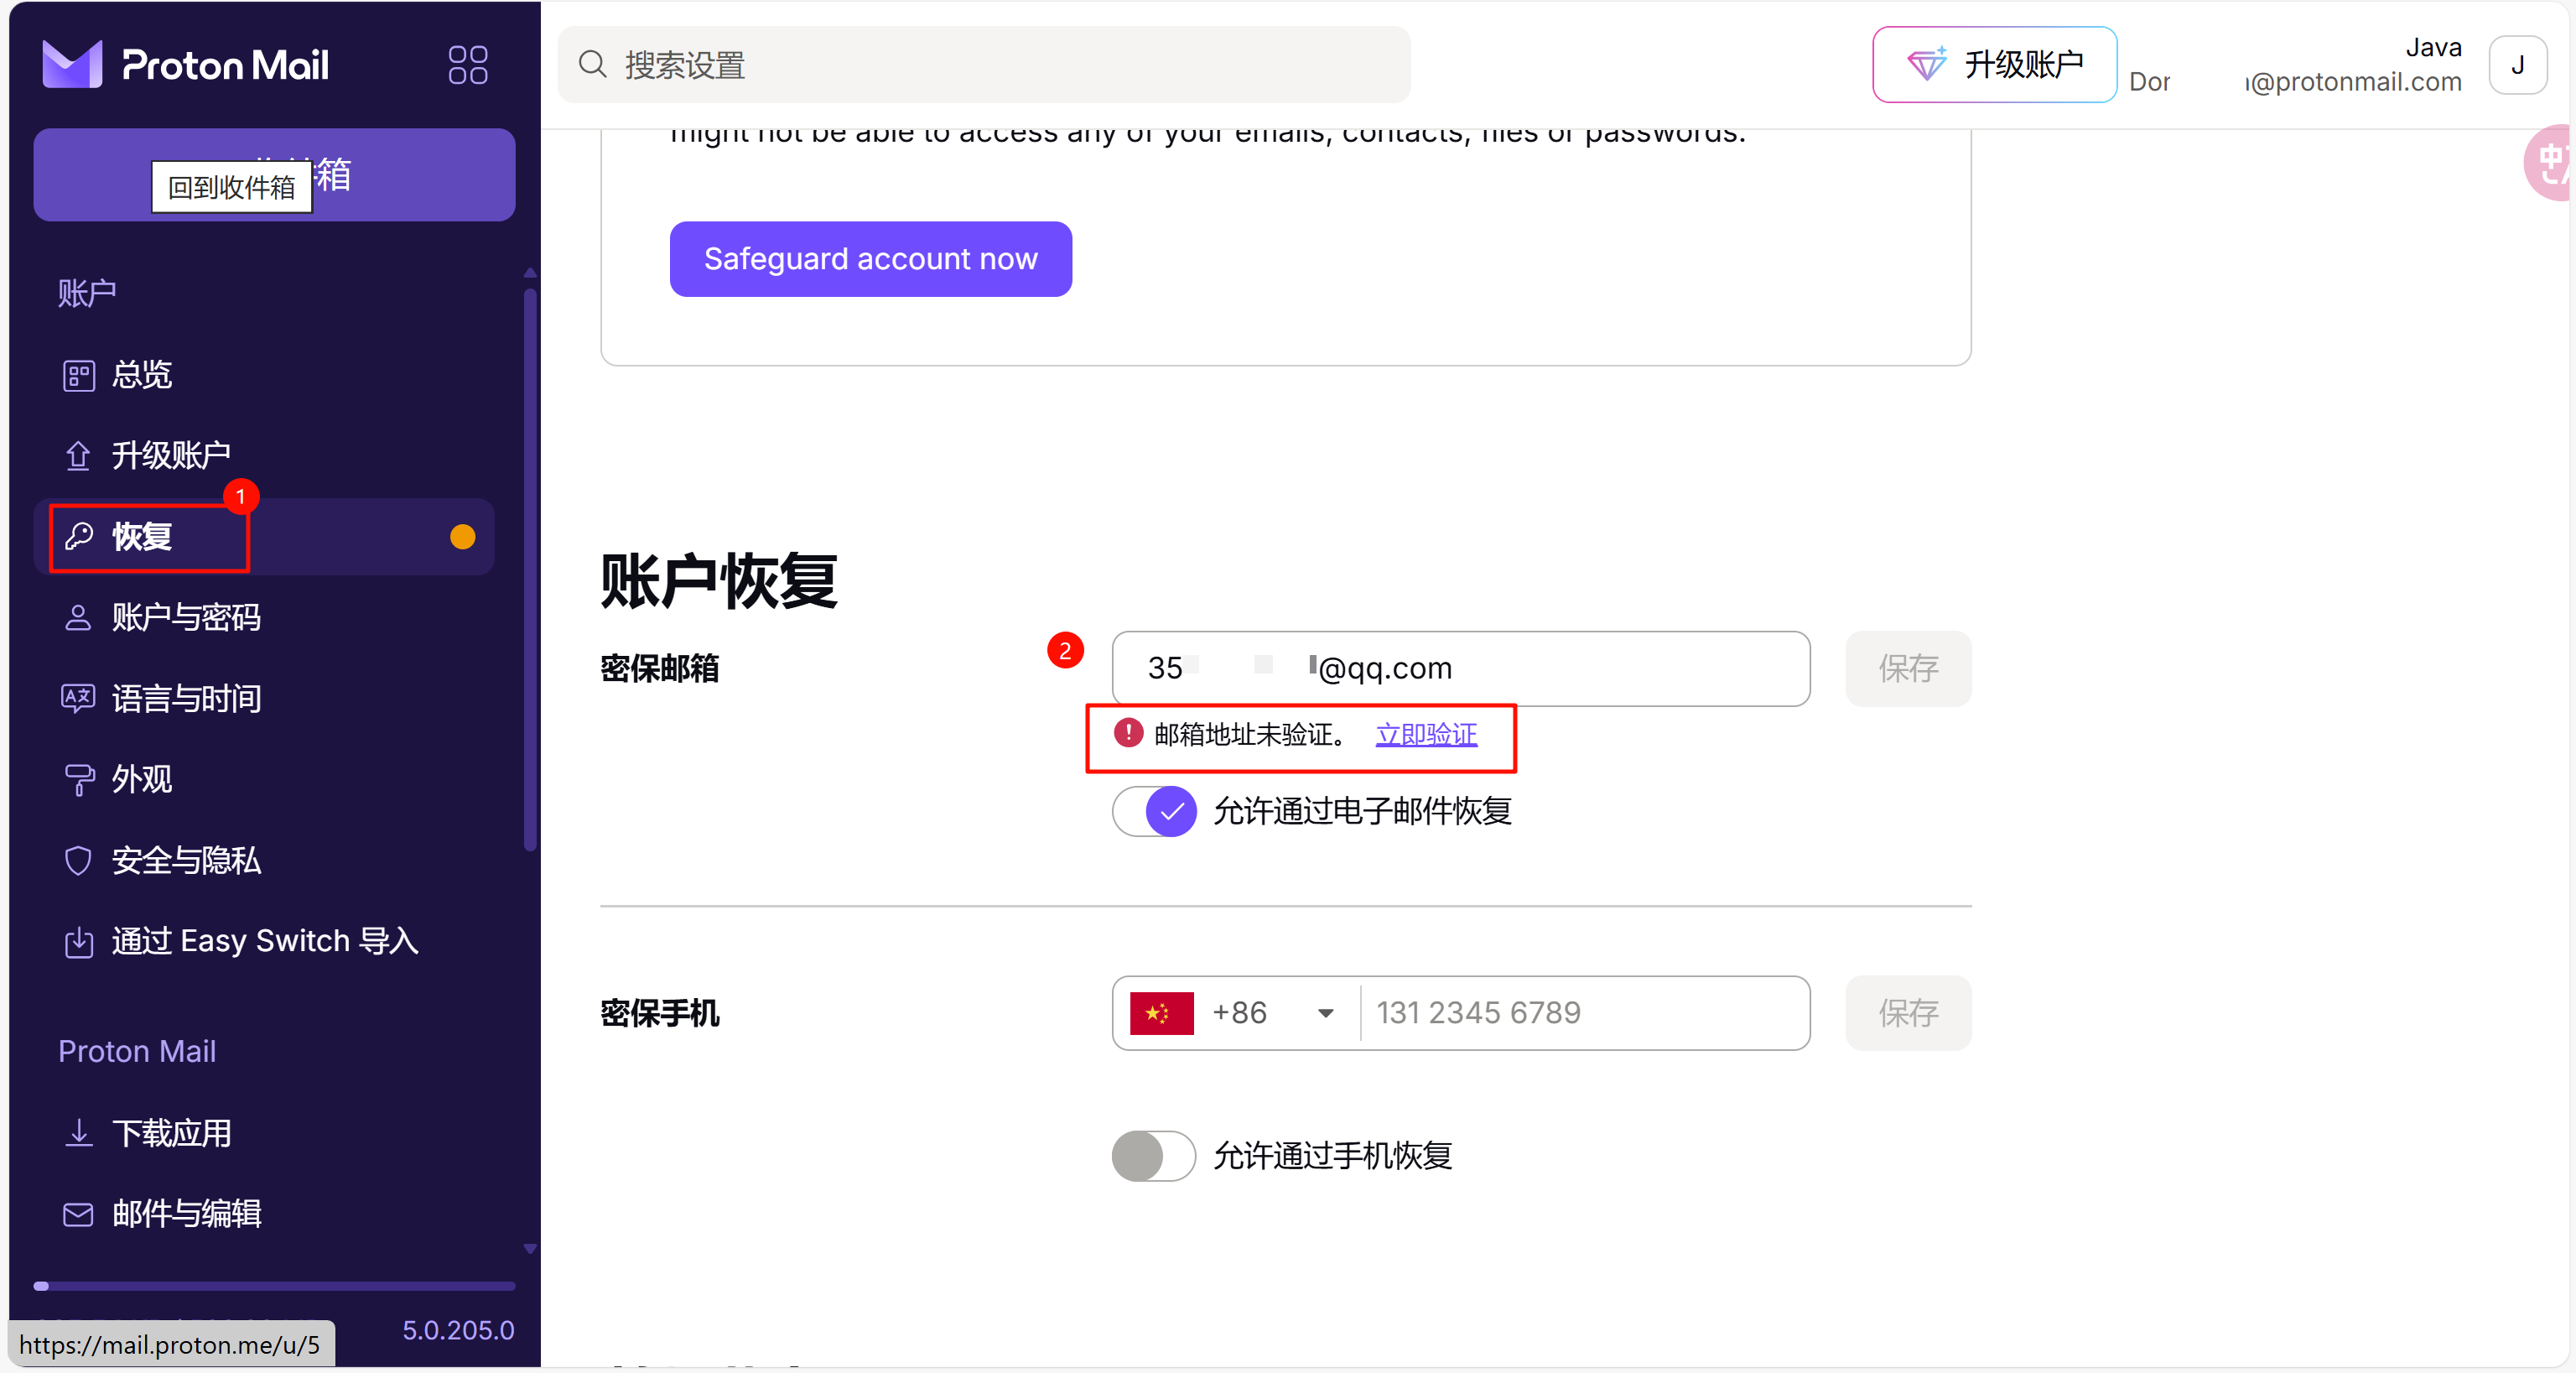 Proton Mail
回到收件箱
箱
账户
总览
升级账户
1
恢复
账户与密码
语言与时间
外观
安全与隐私
通过 Easy Switch 导入
Proton Mail
下载应用
邮件与编辑
5.0.205.0
https://mail.proton.me/u/5
搜索设置
升级账户
Java
Dor @protonmail.com
J
中
might not be able to access any of your emails, contacts, files or passwords.
Safeguard account now
账户恢复
密保邮箱
2
35 @qq.com
保存
邮箱地址未验证。 立即验证
允许通过电子邮件恢复
密保手机
+86
131 2345 6789
保存
允许通过手机恢复